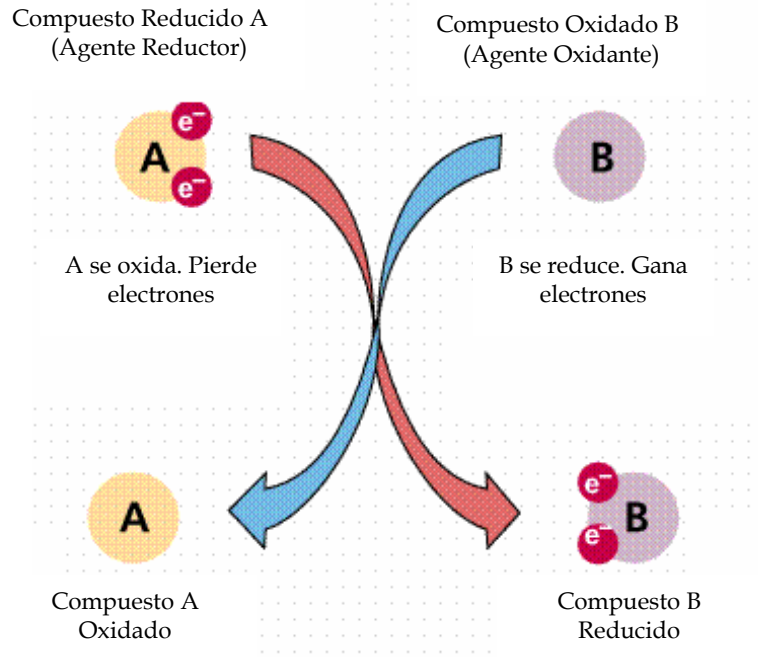 Compuesto Reducido A
(Agente Reductor)
Compuesto Oxidado B
(Agente Oxidante)
A
e⁻
e⁻
B
A se oxida. Pierde
electrones
B se reduce. Gana
electrones
A
e⁻
e⁻
B
Compuesto A
Oxidado
Compuesto B
Reducido